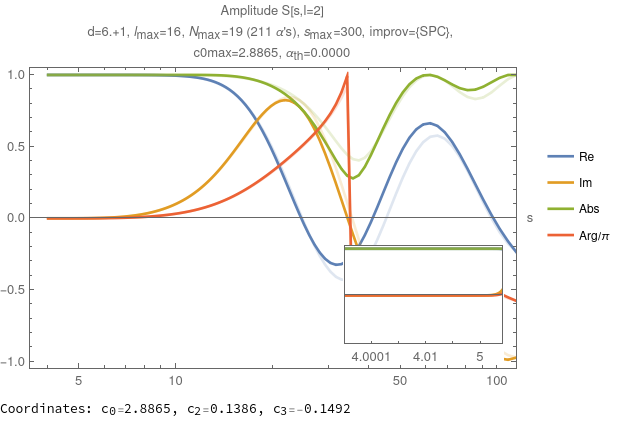 Amplitude S[s,l=2]
d=6.+1, lmax=16, Nmax=19 (211 α's), smax=300, improv={SPC},
c0max=2.8865, αth=0.0000
1.0
0.5
0.0
−0.5
−1.0
s
Re
Im
Abs
Arg/π
4.0001 4.01 5
5 10 50 100
Coordinates: c0=2.8865, c2=0.1386, c3=-0.1492